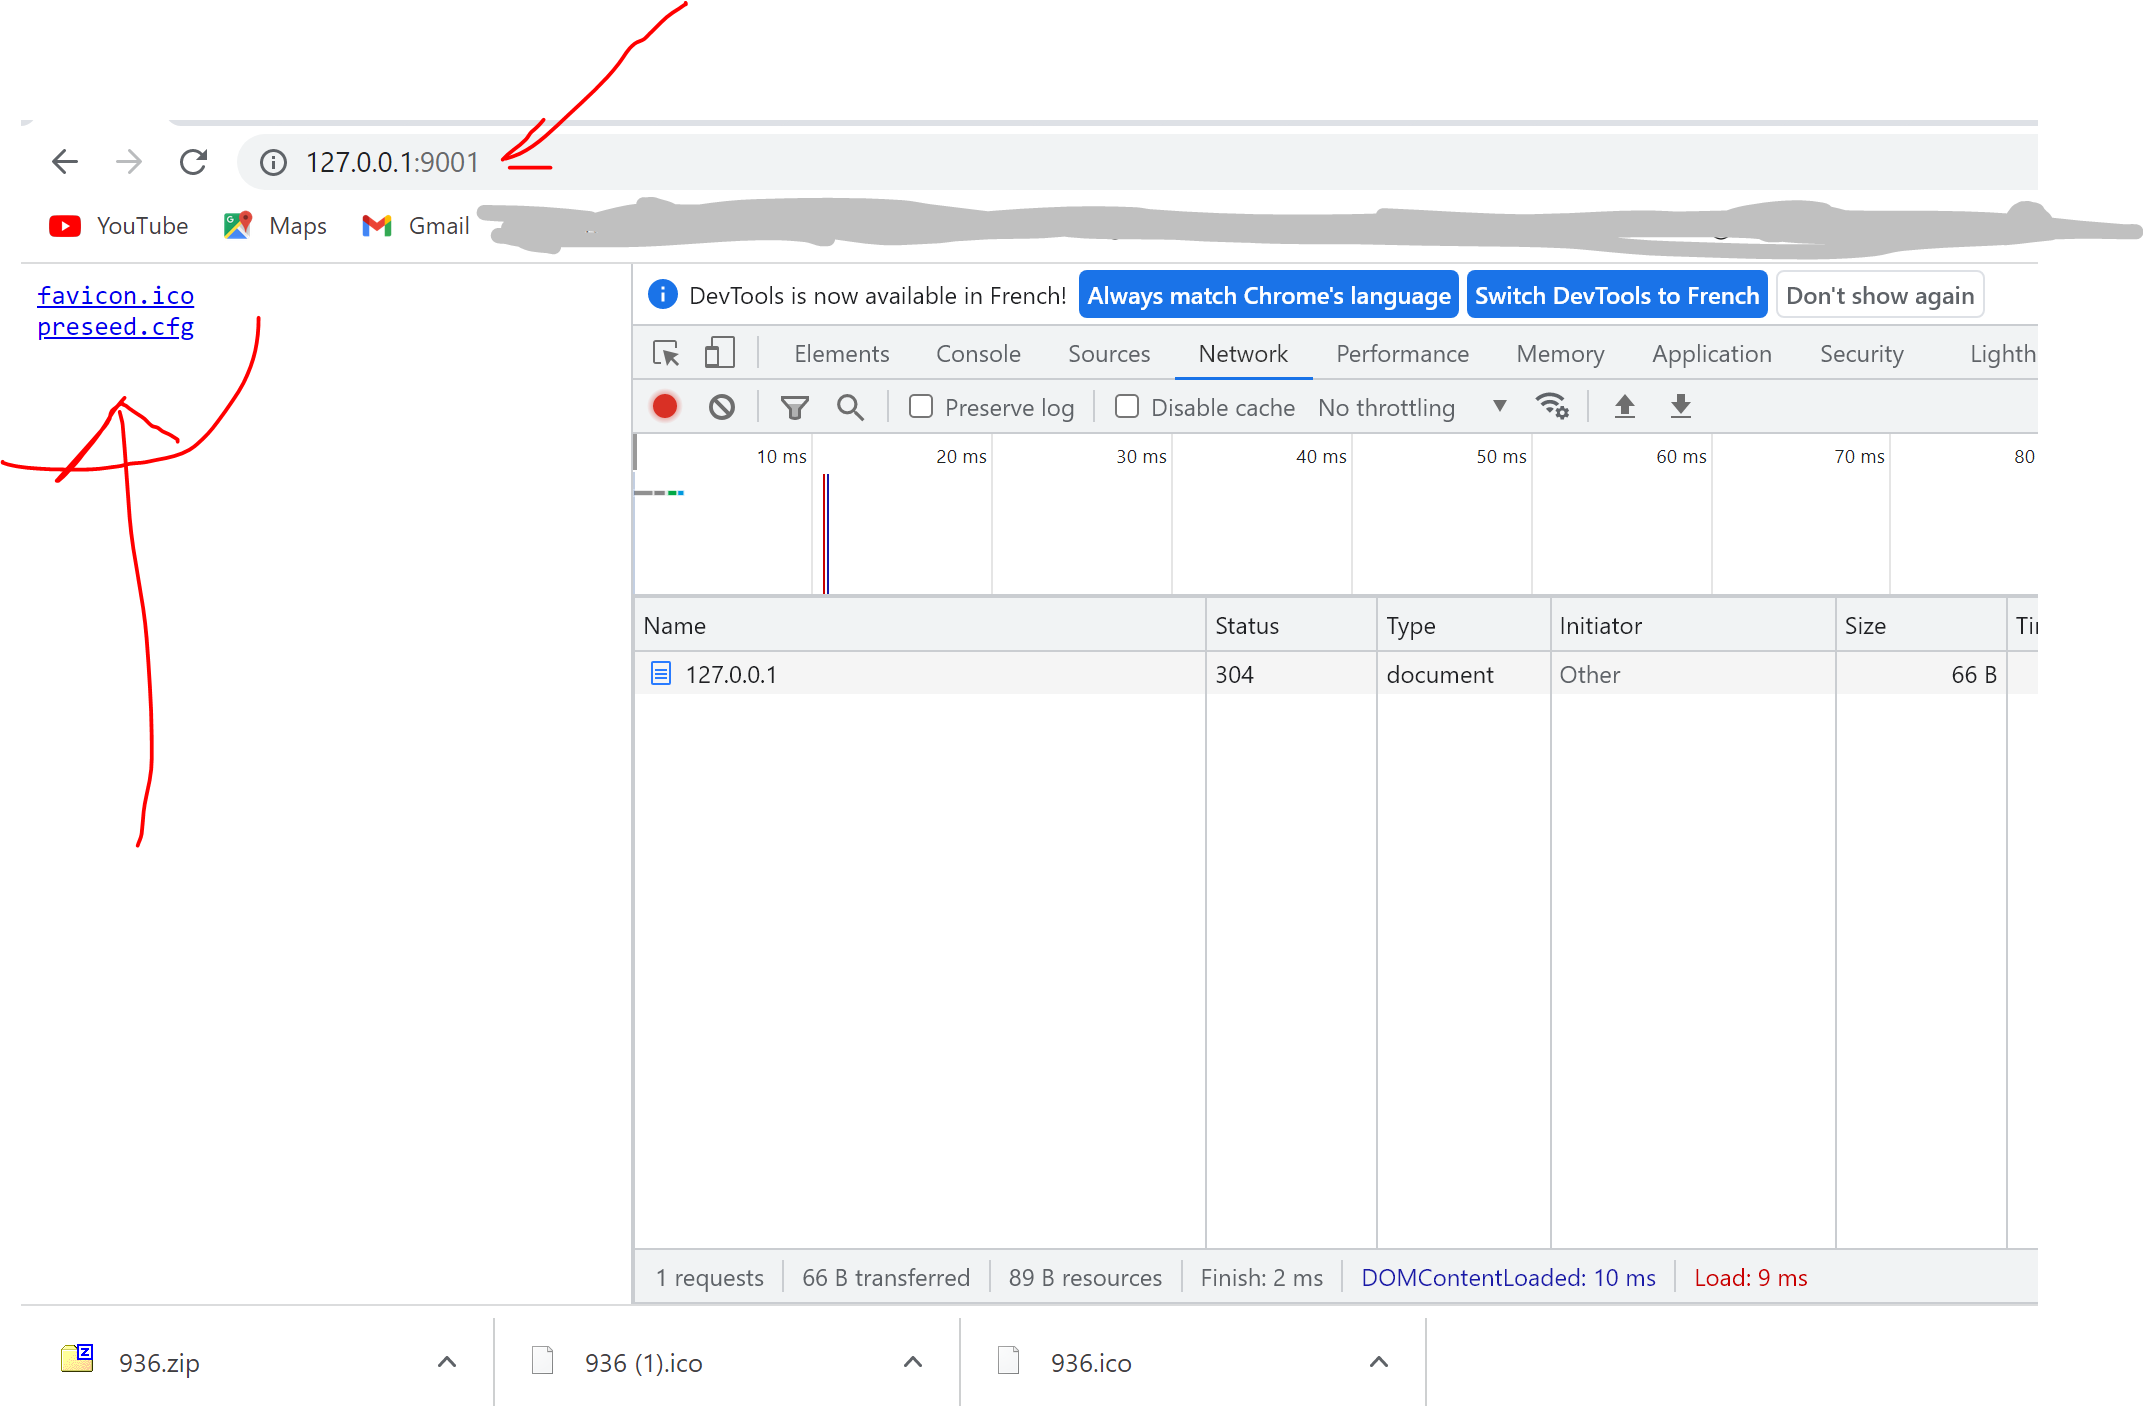 127.0.0.1:9001
YouTube Maps Gmail
favicon.ico
preseed.cfg
DevTools is now available in French! Always match Chrome's language Switch DevTools to French Don't show again
Elements Console Sources Network Performance Memory Application Security Lighth
Preserve log Disable cache No throttling
10 ms 20 ms 30 ms 40 ms 50 ms 60 ms 70 ms 80
Name Status Type Initiator Size Ti
127.0.0.1 304 document Other 66 B
1 requests 66 B transferred 89 B resources Finish: 2 ms DOMContentLoaded: 10 ms Load: 9 ms
936.zip 936 (1).ico 936.ico